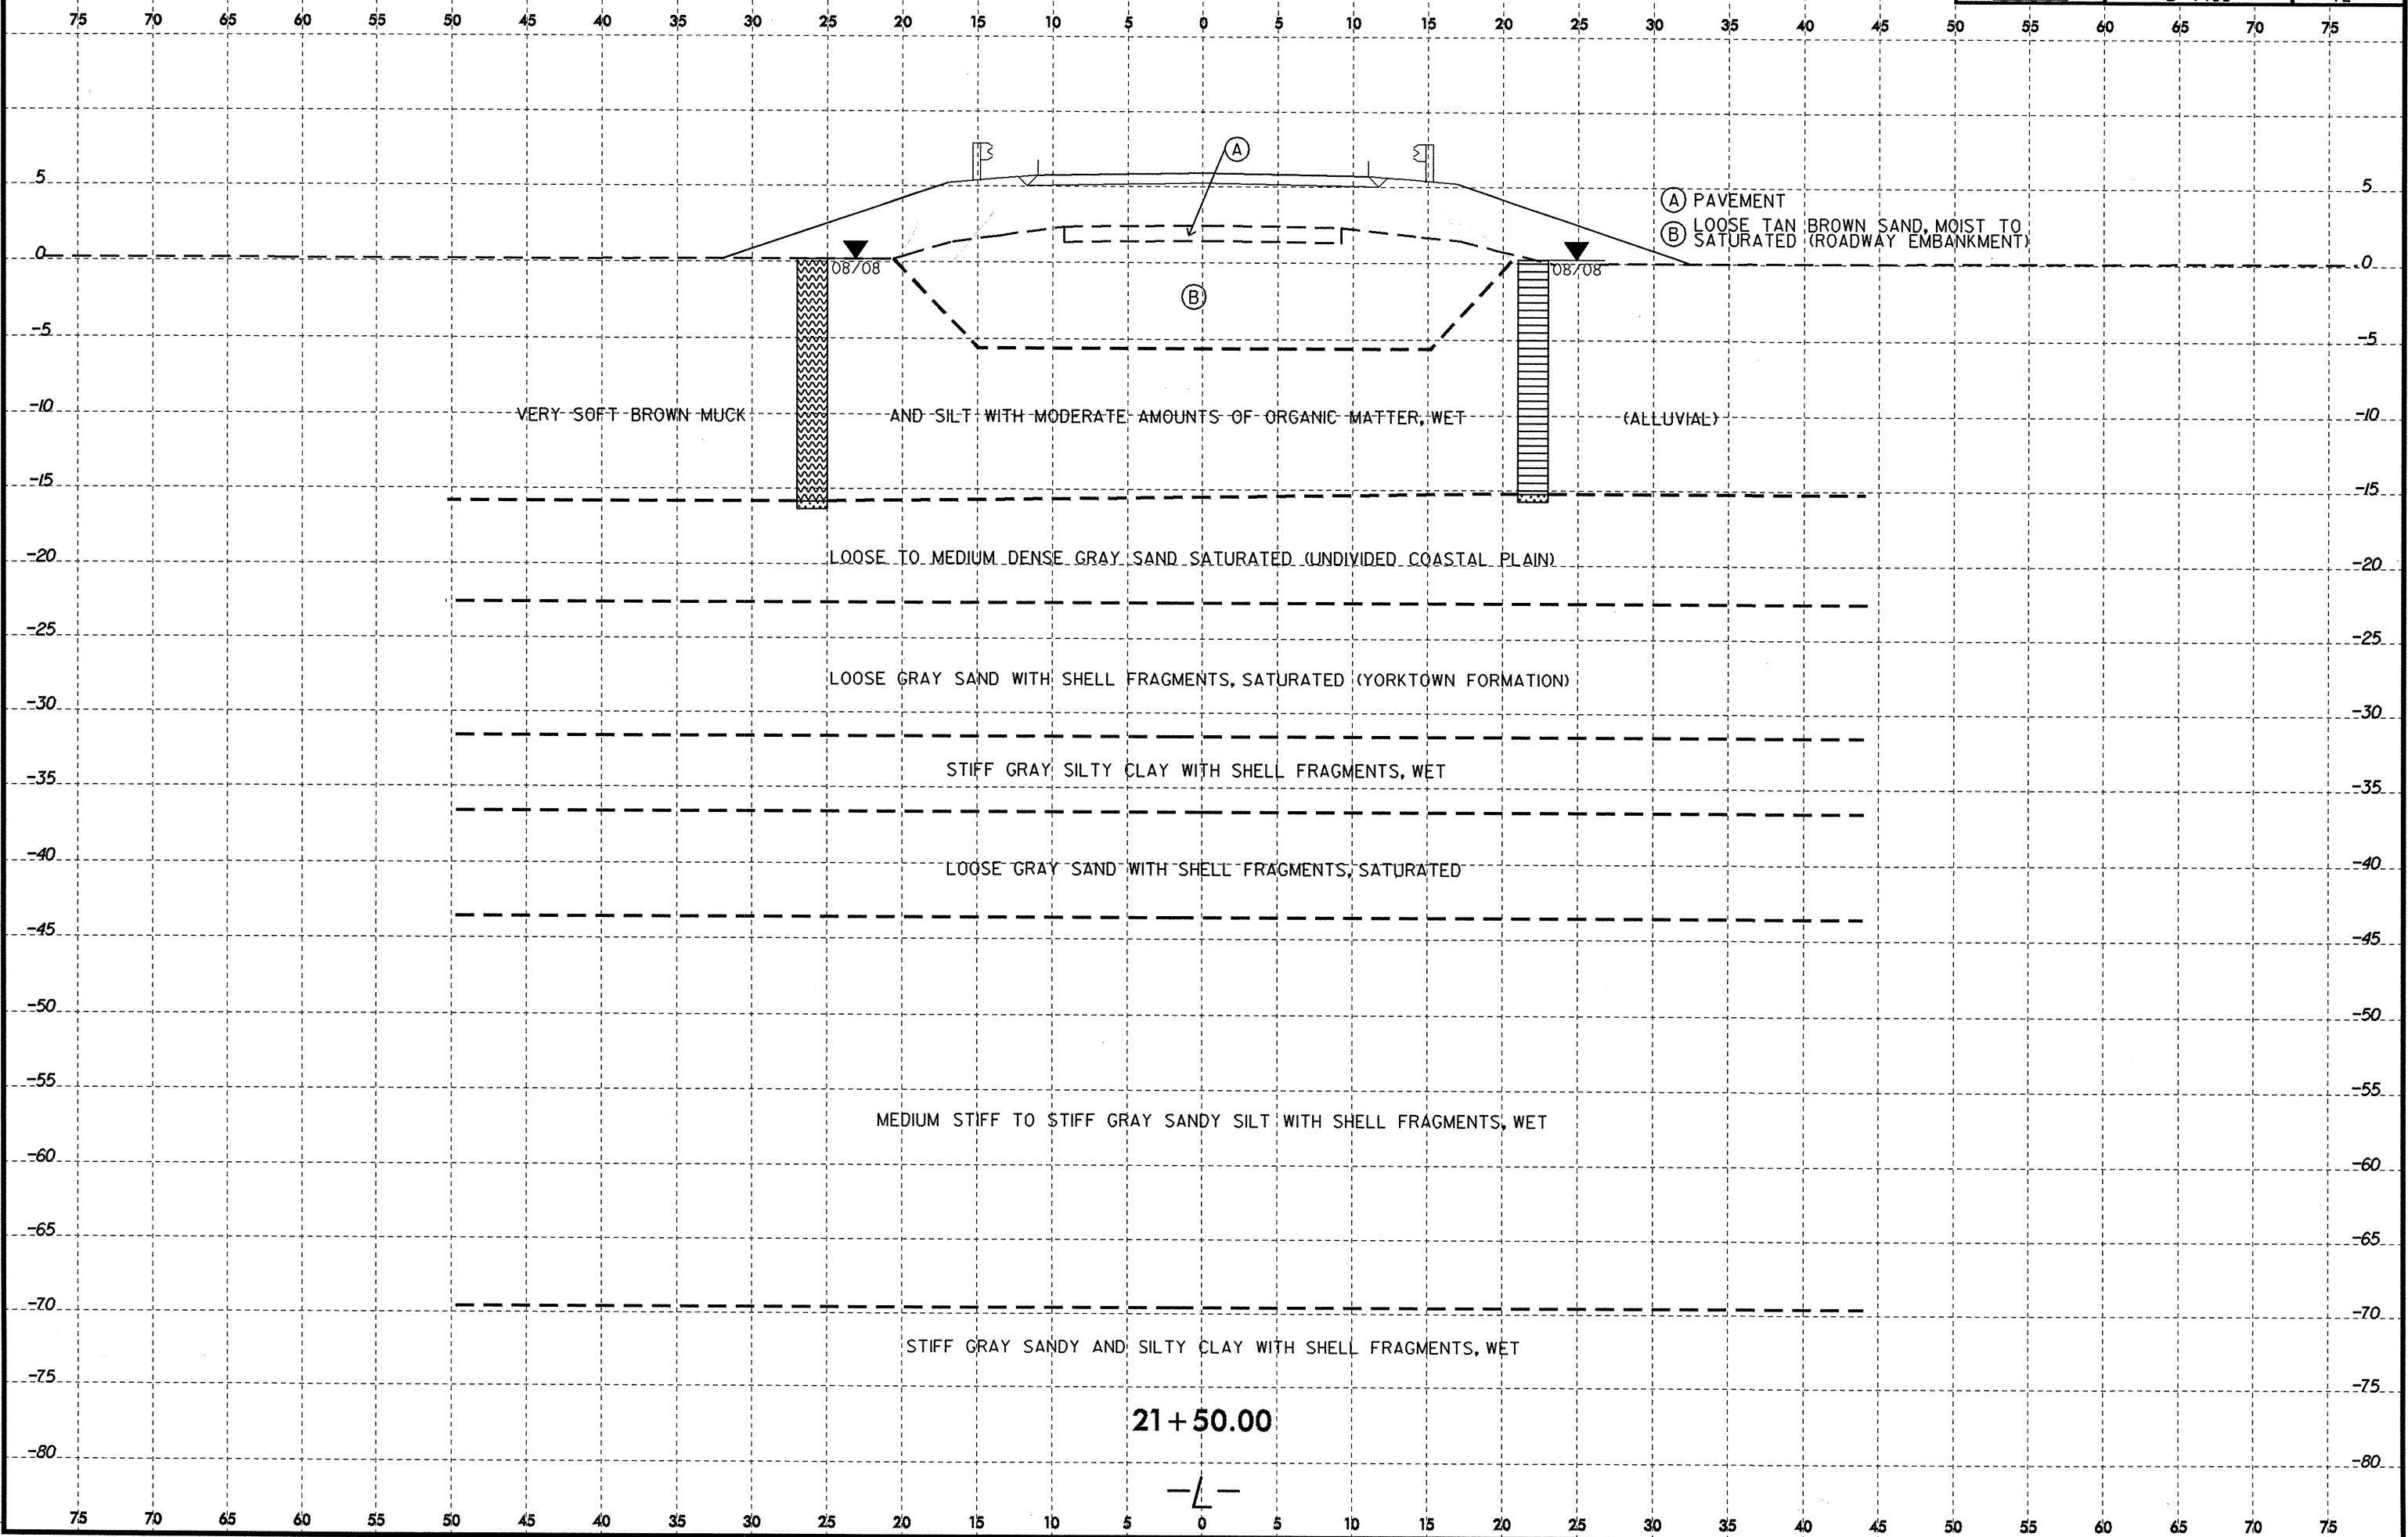 75 70 65 60 55 50 45 40 35 30 25 20 15 10 5 0 5 10 15 20 25 30 35 40 45 50 55 60 65 70 75
A
5 5
A PAVEMENT
B LOOSE TAN BROWN SAND, MOIST TO
SATURATED (ROADWAY EMBANKMENT)
0 0
08/08 08/08
B
-5 -5
-10 -10
VERY SOFT BROWN MUCK AND SILT WITH MODERATE AMOUNTS OF ORGANIC MATTER, WET (ALLUVIAL)
-15 -15
-20 -20
LOOSE TO MEDIUM DENSE GRAY SAND SATURATED (UNDIVIDED COASTAL PLAIN)
-25 -25
LOOSE GRAY SAND WITH SHELL FRAGMENTS, SATURATED (YORKTOWN FORMATION)
-30 -30
STIFF GRAY SILTY CLAY WITH SHELL FRAGMENTS, WET
-35 -35
-40 -40
LOOSE GRAY SAND WITH SHELL FRAGMENTS, SATURATED
-45 -45
-50 -50
-55 -55
MEDIUM STIFF TO STIFF GRAY SANDY SILT WITH SHELL FRAGMENTS, WET
-60 -60
-65 -65
-70 -70
STIFF GRAY SANDY AND SILTY CLAY WITH SHELL FRAGMENTS, WET
-75 -75
21+50.00
-80 -80
-L-
75 70 65 60 55 50 45 40 35 30 25 20 15 10 5 0 5 10 15 20 25 30 35 40 45 50 55 60 65 70 75